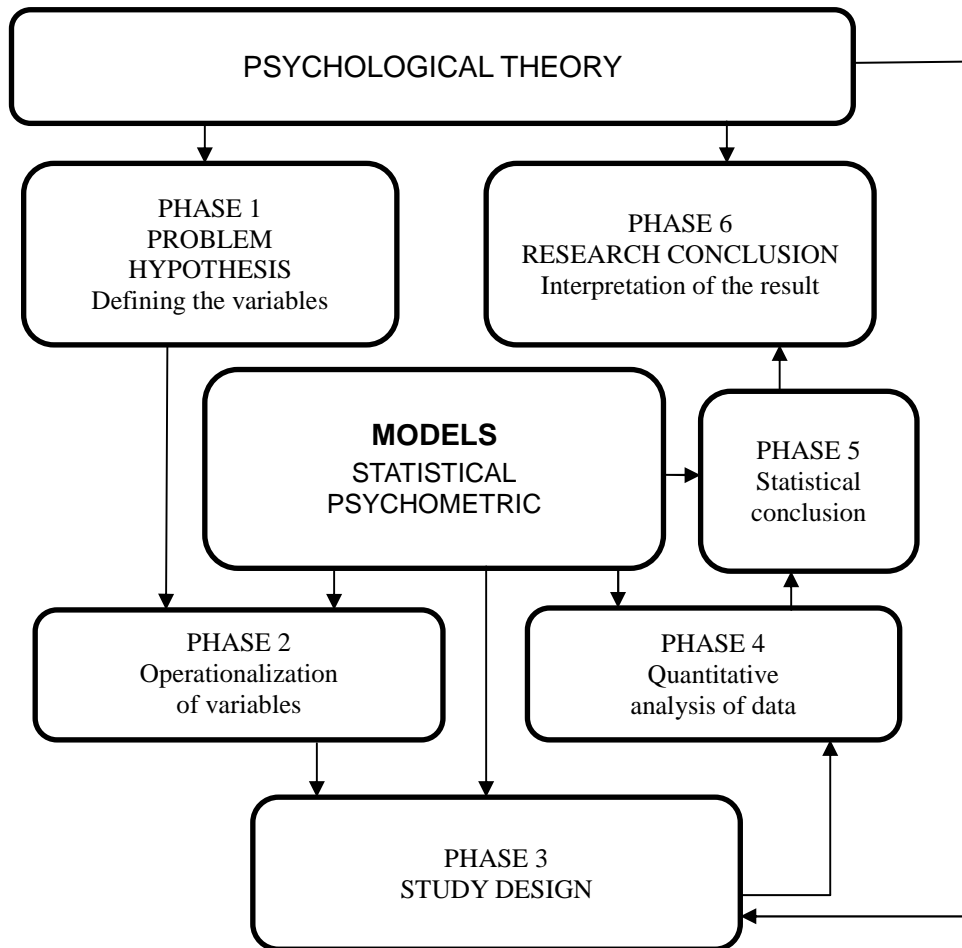 PSYCHOLOGICAL THEORY
PHASE 1
PROBLEM
HYPOTHESIS
Defining the variables
PHASE 6
RESEARCH CONCLUSION
Interpretation of the result
MODELS
STATISTICAL
PSYCHOMETRIC
PHASE 5
Statistical
conclusion
PHASE 2
Operationalization
of variables
PHASE 4
Quantitative
analysis of data
PHASE 3
STUDY DESIGN